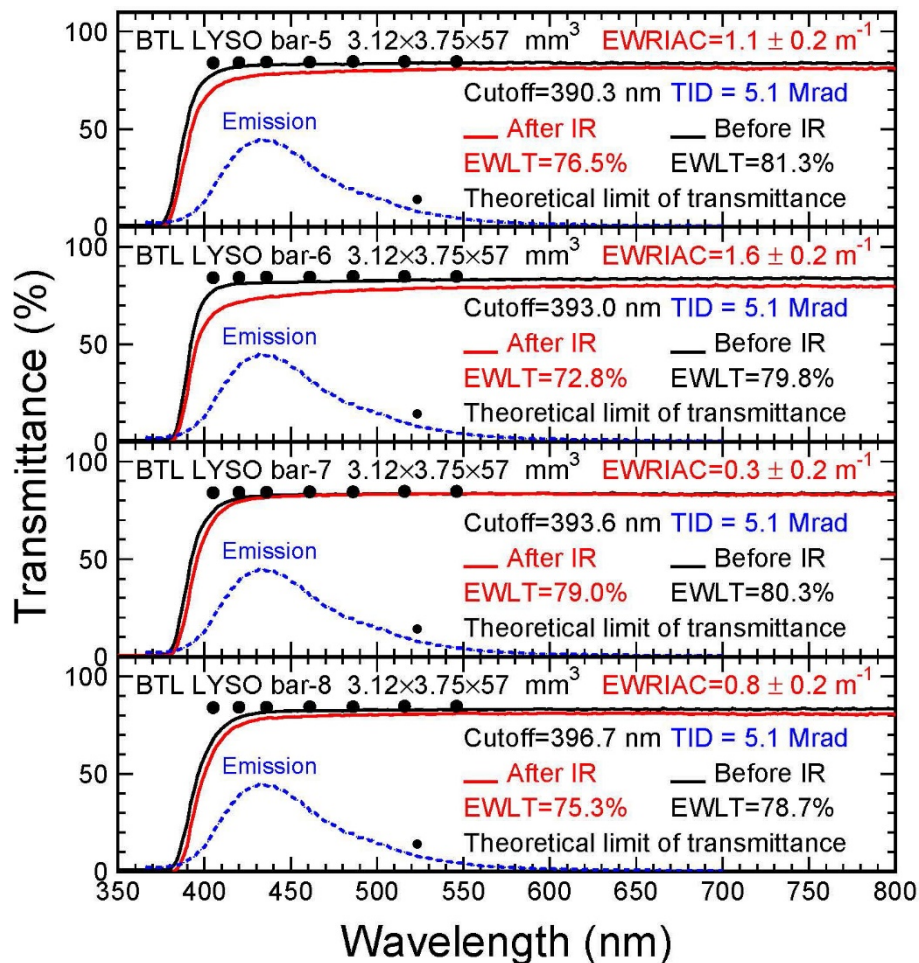 Transmittance (%)
100
BTL LYSO bar-5 3.12×3.75×57 mm³ EWRIAC=1.1 ± 0.2 m⁻¹
Cutoff=390.3 nm TID = 5.1 Mrad
Emission
After IR Before IR
50
EWLT=76.5% EWLT=81.3%
Theoretical limit of transmittance
0
100
BTL LYSO bar-6 3.12×3.75×57 mm³ EWRIAC=1.6 ± 0.2 m⁻¹
Cutoff=393.0 nm TID = 5.1 Mrad
Emission
After IR Before IR
50
EWLT=72.8% EWLT=79.8%
Theoretical limit of transmittance
0
100
BTL LYSO bar-7 3.12×3.75×57 mm³ EWRIAC=0.3 ± 0.2 m⁻¹
Cutoff=393.6 nm TID = 5.1 Mrad
Emission
After IR Before IR
50
EWLT=79.0% EWLT=80.3%
Theoretical limit of transmittance
0
100
BTL LYSO bar-8 3.12×3.75×57 mm³ EWRIAC=0.8 ± 0.2 m⁻¹
Cutoff=396.7 nm TID = 5.1 Mrad
Emission
After IR Before IR
50
EWLT=75.3% EWLT=78.7%
Theoretical limit of transmittance
0
350 400 450 500 550 600 650 700 750 800
Wavelength (nm)